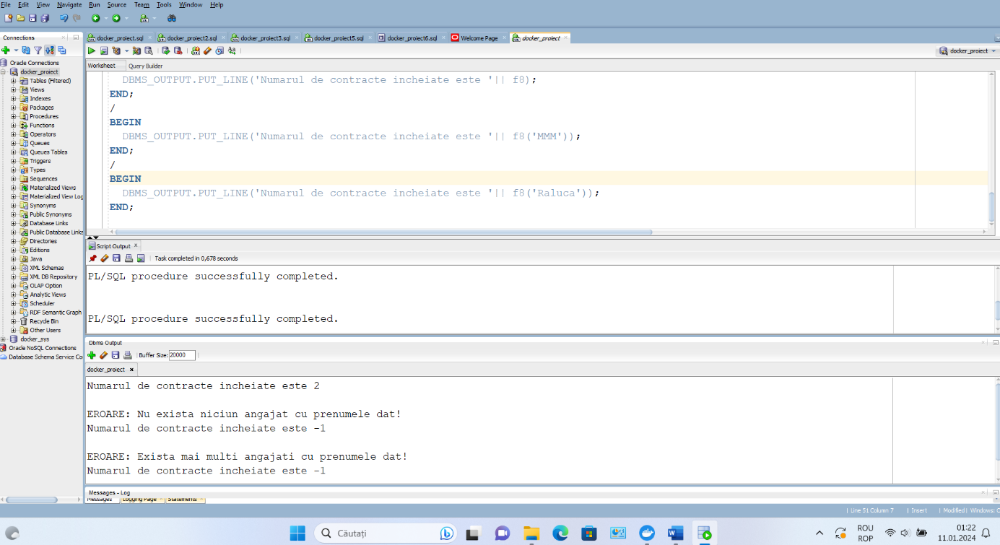 File Edit View Navigate Run Source Team Tools Window Help
Connections
docker_proiect.sql docker_proiect2.sql docker_proiect3.sql docker_proiect5.sql docker_proiect6.sql Welcome Page docker_proiect
docker_proiect
Oracle Connections
docker_proiect
Tables (Filtered)
Views
Indexes
Packages
Procedures
Functions
Operators
Queues
Queues Tables
Triggers
Types
Sequences
Materialized Views
Materialized View Log
Synonyms
Public Synonyms
Database Links
Public Database Links
Directories
Editions
Java
XML Schemas
XML DB Repository
OLAP Option
Analytic Views
Scheduler
RDF Semantic Graph
Recycle Bin
Other Users
docker_sys
Oracle NoSQL Connections
Database Schema Service Co
Worksheet Query Builder
DBMS_OUTPUT.PUT_LINE('Numarul de contracte incheiate este '|| f8);
END;
/
BEGIN
DBMS_OUTPUT.PUT_LINE('Numarul de contracte incheiate este '|| f8('MMM'));
END;
/
BEGIN
DBMS_OUTPUT.PUT_LINE('Numarul de contracte incheiate este '|| f8('Raluca'));
END;
Script Output
Task completed in 0,678 seconds
PL/SQL procedure successfully completed.
PL/SQL procedure successfully completed.
Dbms Output
Buffer Size: 20000
docker_proiect
Numarul de contracte incheiate este 2
EROARE: Nu exista niciun angajat cu prenumele dat!
Numarul de contracte incheiate este -1
EROARE: Exista mai multi angajati cu prenumele dat!
Numarul de contracte incheiate este -1
Messages - Log
Messages Logging Page Statements
Line 51 Column 7 Insert Modified Windows: C
Căutați
ROU
ROP
01:22
11.01.2024